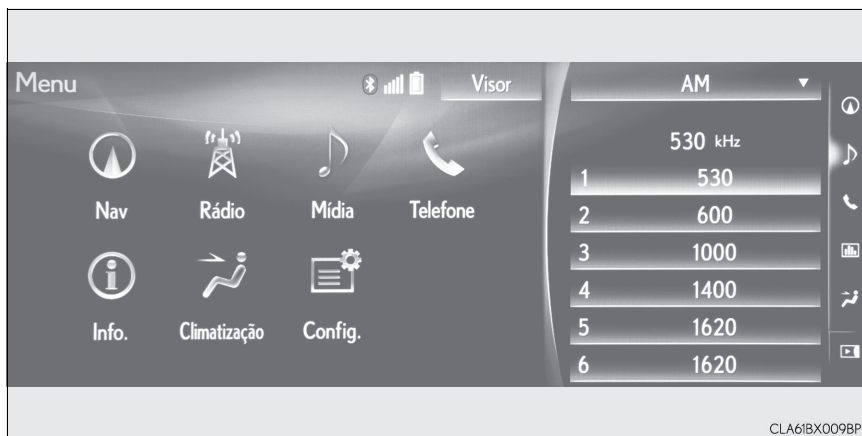 Menu
Visor
Nav
Rádio
Mídia
Telefone
Info.
Climatização
Config.
AM
530 kHz
1 530
2 600
3 1000
4 1400
5 1620
6 1620
CLA61BX009BP